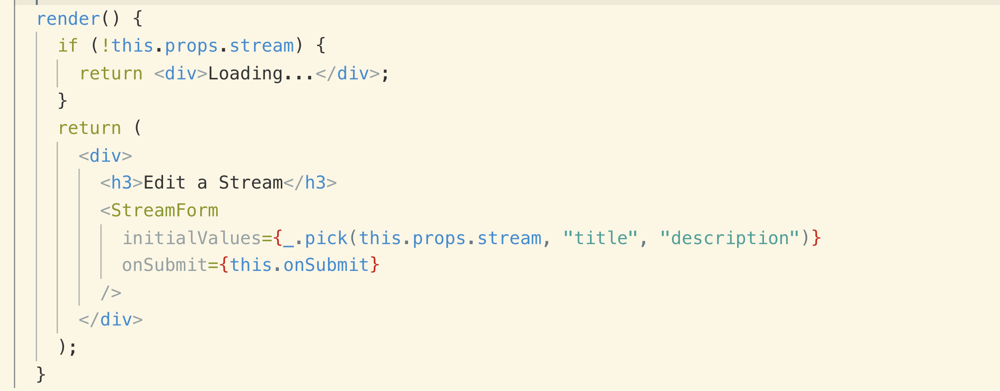 render() {
  if (!this.props.stream) {
    return <div>Loading...</div>;
  }
  return (
    <div>
      <h3>Edit a Stream</h3>
      <StreamForm
        initialValues={_.pick(this.props.stream, "title", "description")}
        onSubmit={this.onSubmit}
      />
    </div>
  );
}